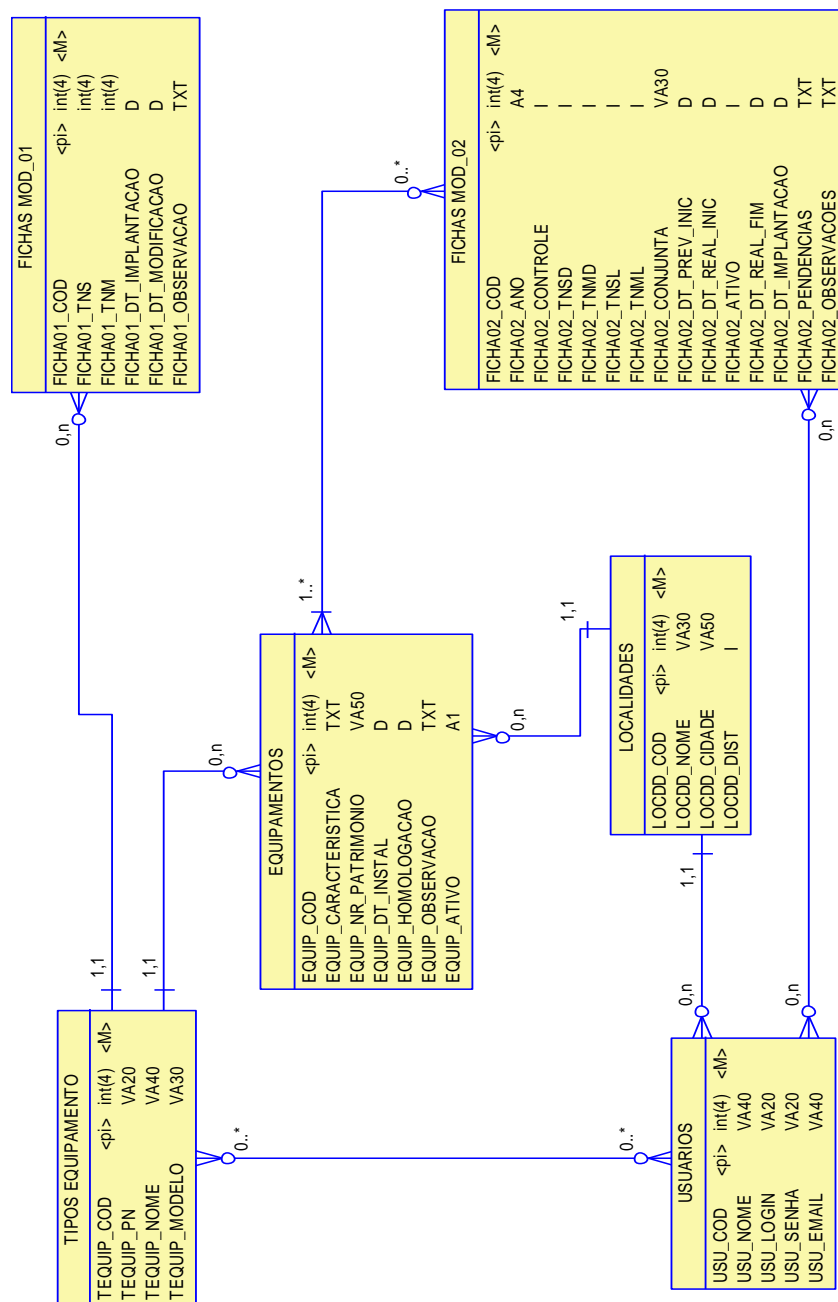 TIPOS EQUIPAMENTO
TEQUIP_COD <pi> int(4) <M>
TEQUIP_PN VA20
TEQUIP_NOME VA40
TEQUIP_MODELO VA30
1,1
1,1
0..*
FICHAS MOD_01
FICHA01_COD <pi> int(4) <M>
FICHA01_TNS int(4)
FICHA01_TNM int(4)
FICHA01_DT_IMPLANTACAO D
FICHA01_DT_MODIFICACAO D
FICHA01_OBSERVACAO TXT
0,n
EQUIPAMENTOS
EQUIP_COD <pi> int(4) <M>
EQUIP_CARACTERISTICA TXT
EQUIP_NR_PATRIMONIO VA50
EQUIP_DT_INSTAL D
EQUIP_HOMOLOGACAO D
EQUIP_OBSERVACAO TXT
EQUIP_ATIVO A1
0,n
1..*
0,n
USUARIOS
USU_COD <pi> int(4) <M>
USU_NOME VA40
USU_LOGIN VA20
USU_SENHA VA20
USU_EMAIL VA40
0..*
0,n
0,n
LOCALIDADES
LOCDD_COD <pi> int(4) <M>
LOCDD_NOME VA30
LOCDD_CIDADE VA50
LOCDD_DIST I
1,1
1,1
FICHAS MOD_02
FICHA02_COD <pi> int(4) <M>
FICHA02_ANO A4
FICHA02_CONTROLE I
FICHA02_TNSD I
FICHA02_TNMD I
FICHA02_TNSL I
FICHA02_TNML I
FICHA02_CONJUNTA VA30
FICHA02_DT_PREV_INIC D
FICHA02_DT_REAL_INIC D
FICHA02_ATIVO I
FICHA02_DT_REAL_FIM D
FICHA02_DT_IMPLANTACAO D
FICHA02_PENDENCIAS TXT
FICHA02_OBSERVACOES TXT
0..*
0,n